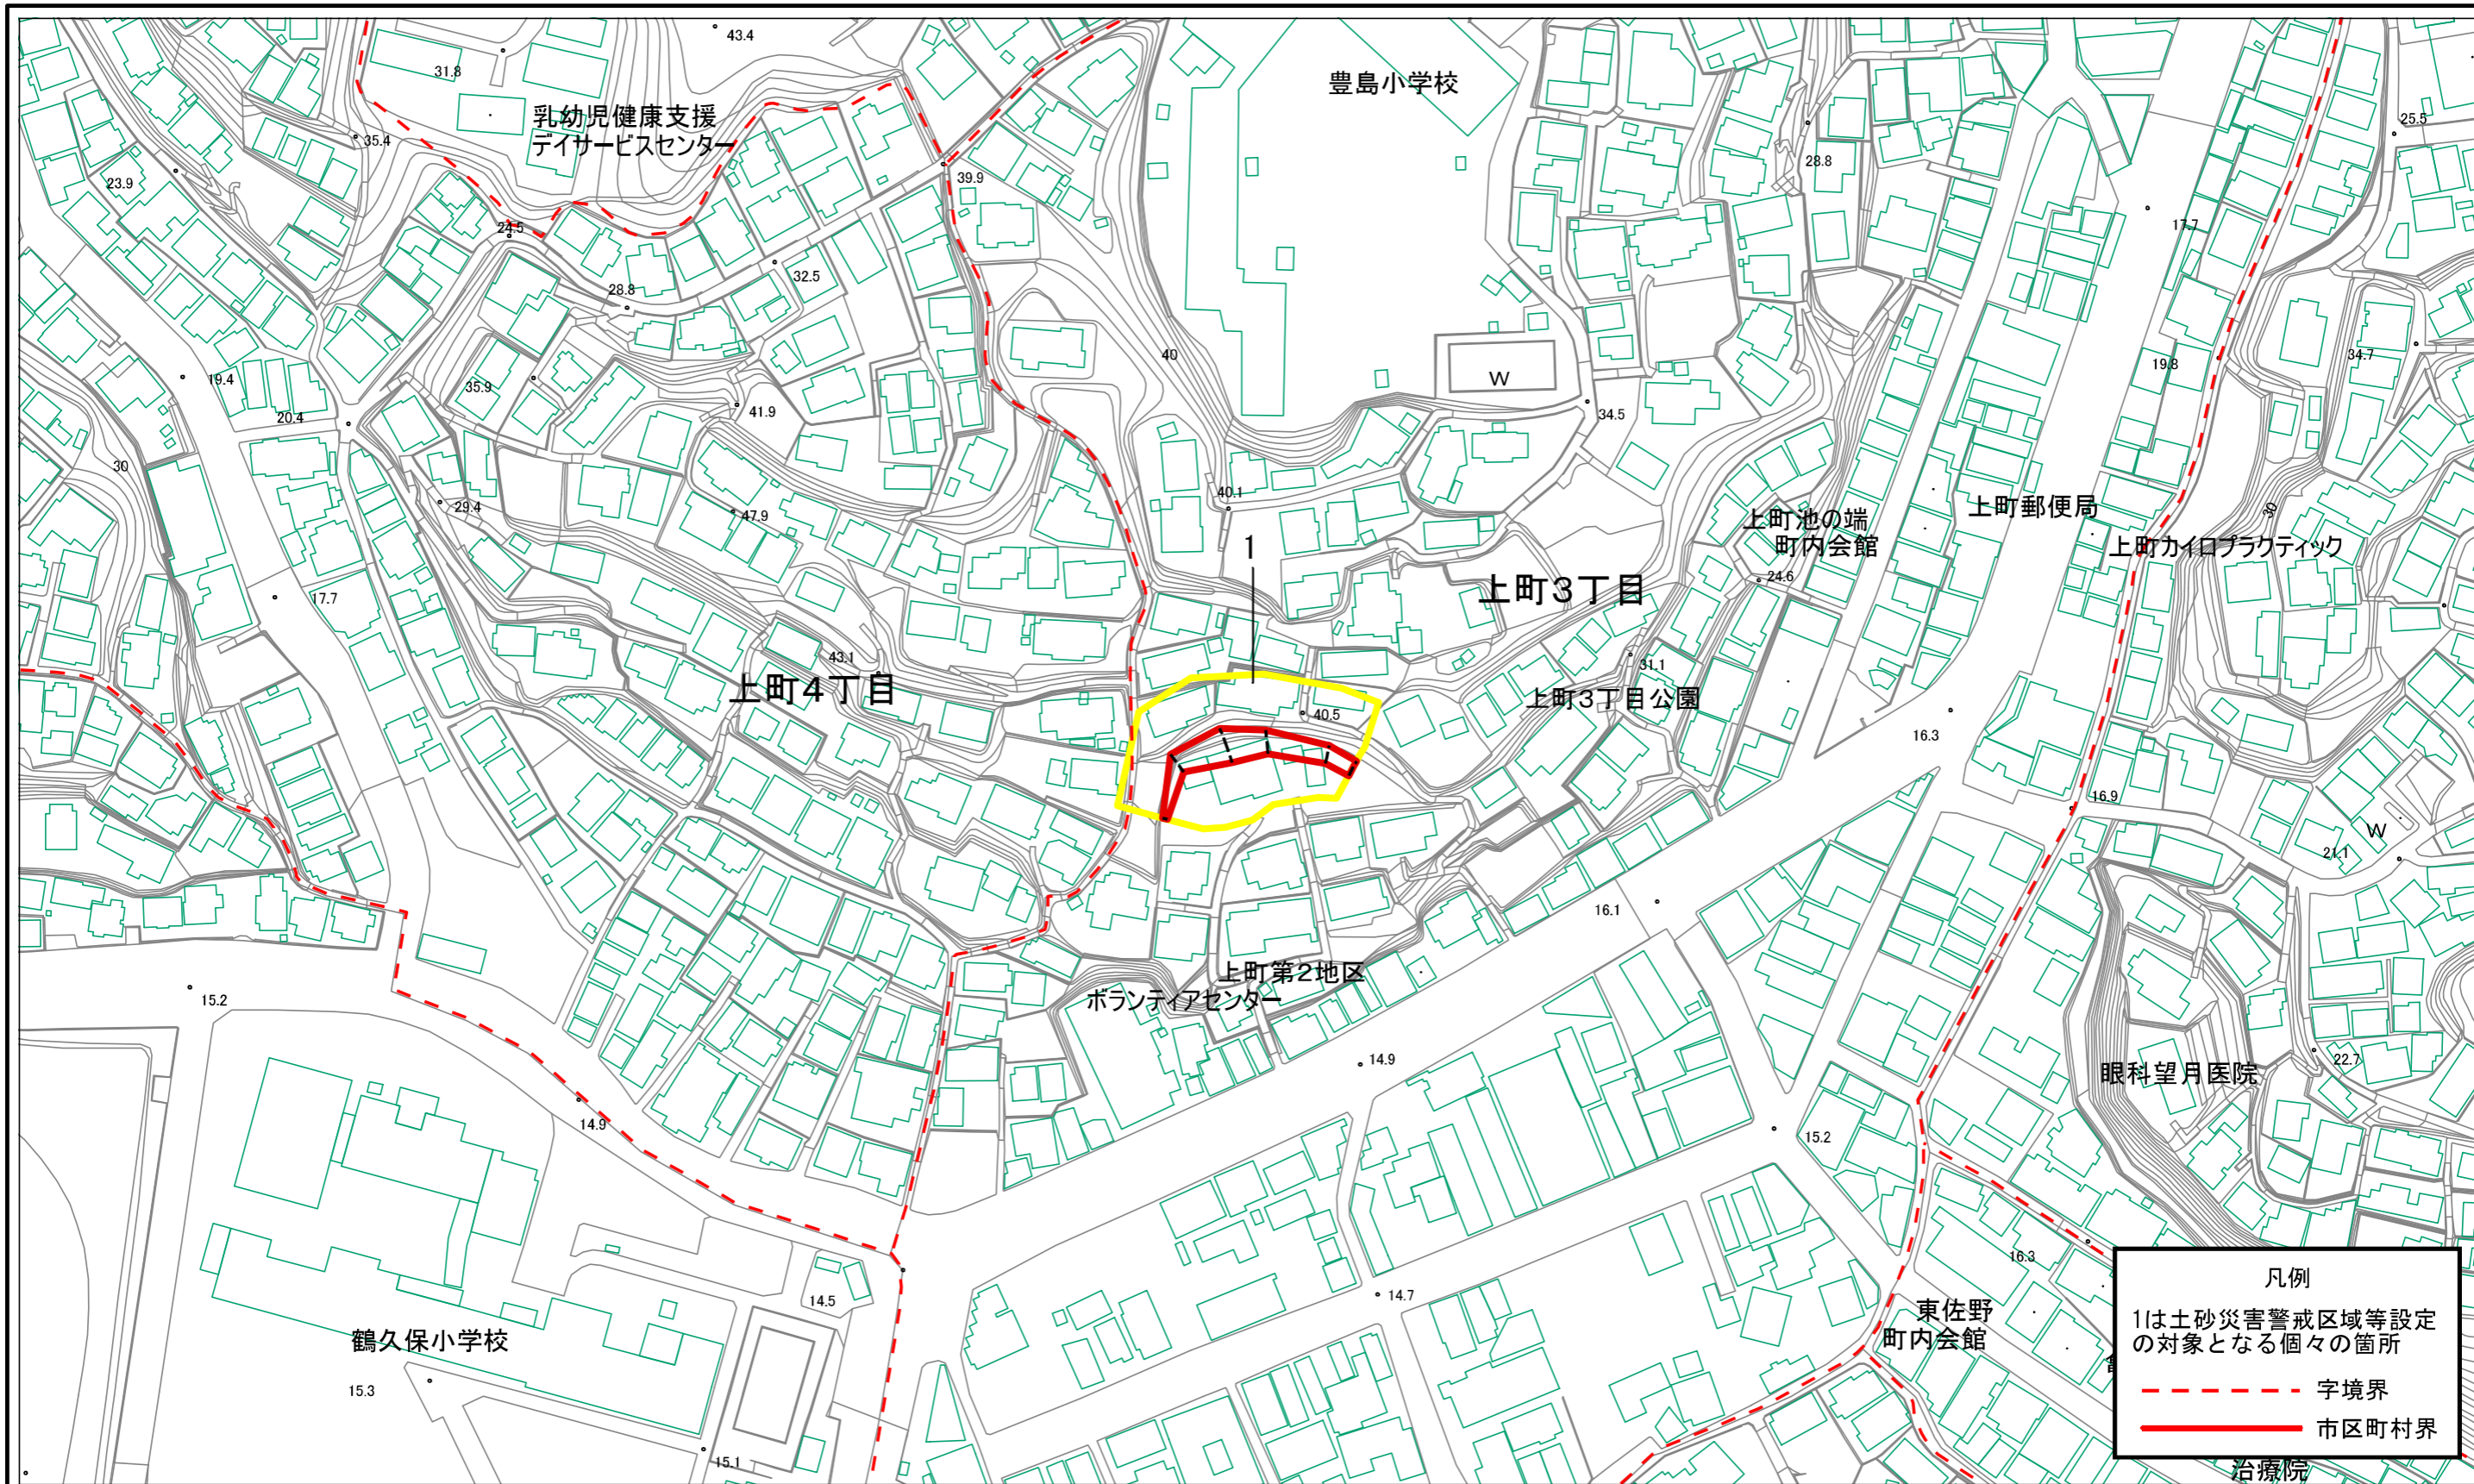 43.4
31.8
豊島小学校
乳幼児健康支援
デイサービスセンター
35.4
25.5
28.8
23.9
39.9
24.5
17.7
32.5
28.8
40
34.7
19.8
19.4
35.9
W
41.9
34.5
20.4
30
40.1
29.4
47.9
上町郵便局
30
上町池の端
町内会館
上町カイロプラクティック
1
24.6
上町3丁目
17.7
43.1
31.1
上町4丁目
上町3丁目公園
40.5
16.3
16.9
W
21.1
16.1
上町第2地区
ボランティアセンター
15.2
14.9
22.7
眼科望月医院
14.9
15.2
16.3
14.5
14.7
東佐野
町内会館
鶴久保小学校
15.3
15.1
凡例
1は土砂災害警戒区域等設定
の対象となる個々の箇所
字境界
市区町村界
治療院